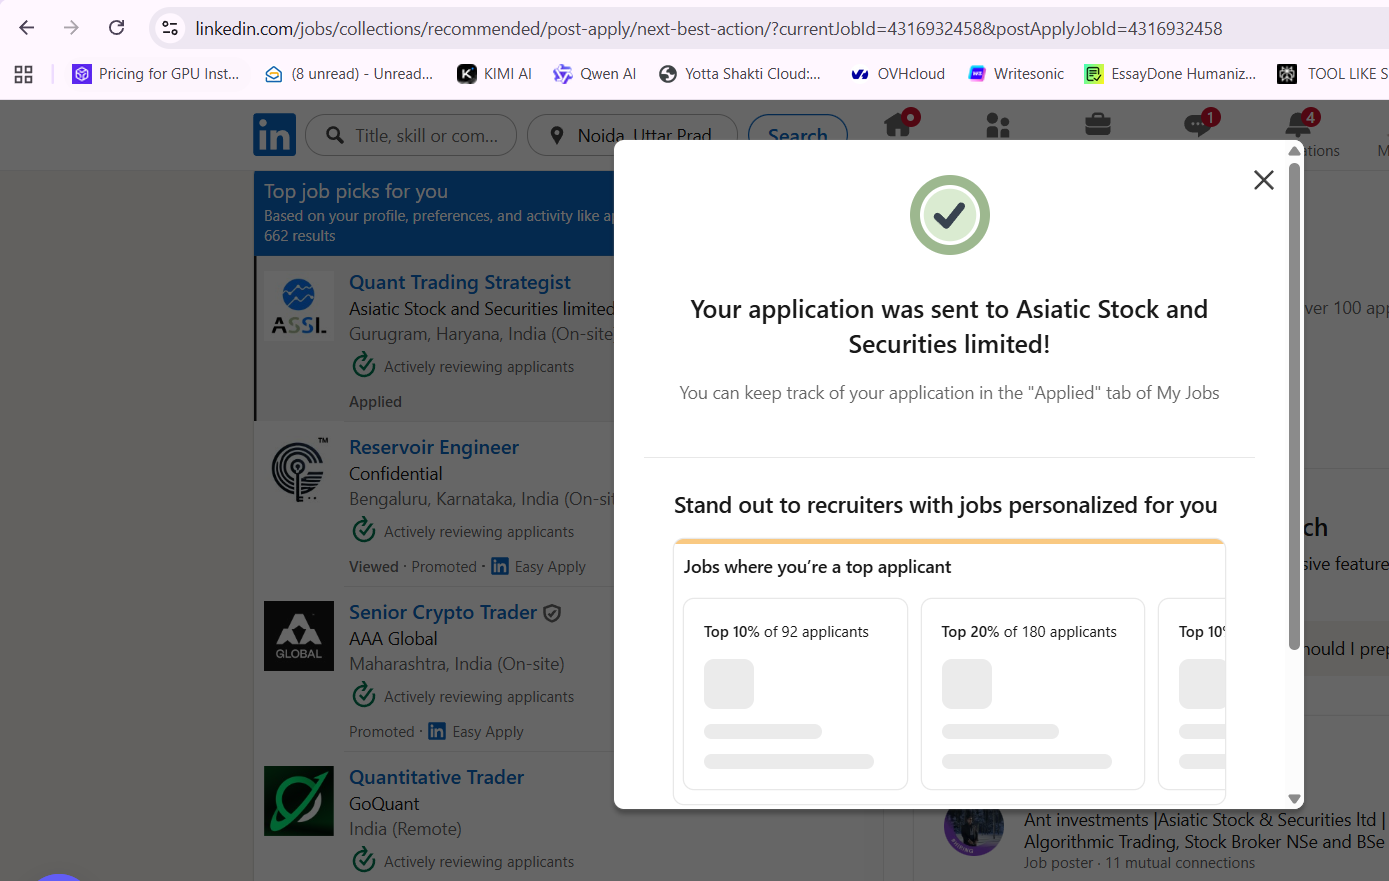 linkedin.com/jobs/collections/recommended/post-apply/next-best-action/?currentJobId=4316932458&postApplyJobId=4316932458
Pricing for GPU Inst...
(8 unread) - Unread...
KIMI AI
Qwen AI
Yotta Shakti Cloud:...
OVHcloud
Writesonic
EssayDone Humaniz...
TOOL LIKE S
in
Title, skill or com...
Noida, Uttar Prad
Search
1
4
ations
M
Top job picks for you
Based on your profile, preferences, and activity like ap
662 results
ASSL
Quant Trading Strategist
Asiatic Stock and Securities limited
Gurugram, Haryana, India (On-site
Actively reviewing applicants
Applied
TM
Reservoir Engineer
Confidential
Bengaluru, Karnataka, India (On-sit
Actively reviewing applicants
Viewed · Promoted · in Easy Apply
AAA
GLOBAL
Senior Crypto Trader
AAA Global
Maharashtra, India (On-site)
Actively reviewing applicants
Promoted · in Easy Apply
Quantitative Trader
GoQuant
India (Remote)
Actively reviewing applicants
Your application was sent to Asiatic Stock and
Securities limited!
You can keep track of your application in the "Applied" tab of My Jobs
Stand out to recruiters with jobs personalized for you
Jobs where you’re a top applicant
Top 10% of 92 applicants
Top 20% of 180 applicants
Top 10%
ver 100 app
ch
sive feature
hould I prep
Ant investments |Asiatic Stock & Securities ltd |
Algorithmic Trading, Stock Broker NSe and BSe
Job poster · 11 mutual connections